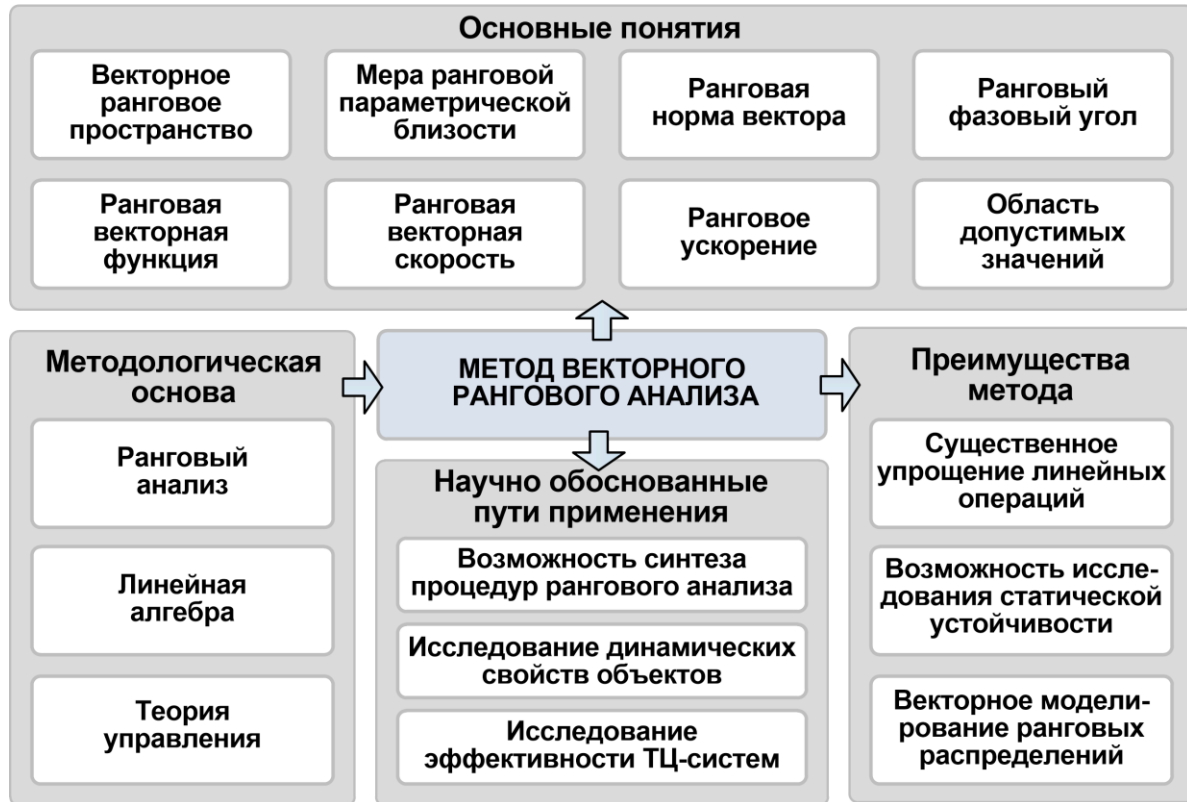 Основные понятия
Векторное
ранговое
пространство
Мера ранговой
параметрической
близости
Ранговая
норма вектора
Ранговый
фазовый угол
Ранговая
векторная
функция
Ранговая
векторная
скорость
Ранговое
ускорение
Область
допустимых
значений
Методологическая
основа
Ранговый
анализ
Линейная
алгебра
Теория
управления
МЕТОД ВЕКТОРНОГО
РАНГОВОГО АНАЛИЗА
Научно обоснованные
пути применения
Возможность синтеза
процедур рангового анализа
Исследование динамических
свойств объектов
Исследование
эффективности ТЦ-систем
Преимущества
метода
Существенное
упрощение линейных
операций
Возможность иссле-
дования статической
устойчивости
Векторное модели-
рование ранговых
распределений